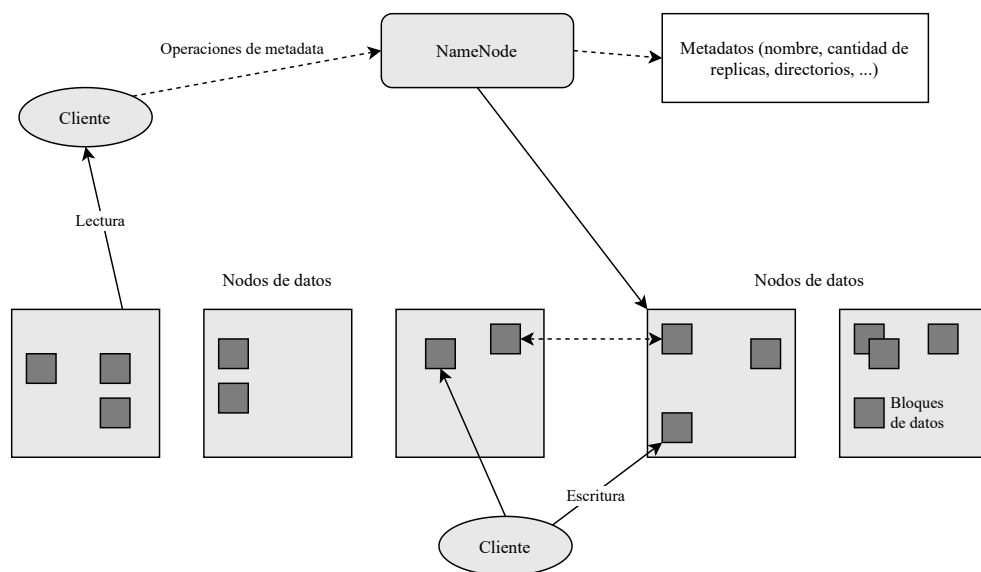 Operaciones de metadata
NameNode
Metadatos (nombre, cantidad de
replicas, directorios, ...)
Cliente
Lectura
Nodos de datos
Nodos de datos
Bloques
de datos
Escritura
Cliente